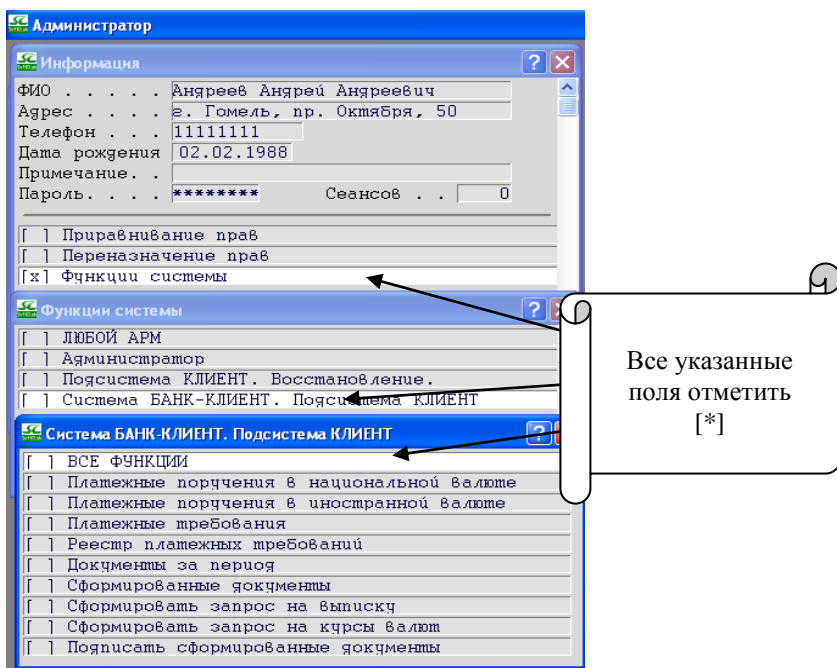 Администратор
Информация
ФИО . . . . . Андреев Андрей Андреевич
Адрес . . . . г. Гомель, пр. Октября, 50
Телефон . . . 11111111
Дата рождения 02.02.1988
Примечание. .
Пароль. . . . ******** Сеансов . . 0
[ ] Приравнивание прав
[ ] Переназначение прав
[x] Функции системы
Функции системы
[ ] ЛЮБОЙ АРМ
[ ] Администратор
[ ] Подсистема КЛИЕНТ. Восстановление.
[ ] Система БАНК-КЛИЕНТ. Подсистема КЛИЕНТ
Система БАНК-КЛИЕНТ. Подсистема КЛИЕНТ
[ ] ВСЕ ФУНКЦИИ
[ ] Платежные поручения в национальной валюте
[ ] Платежные поручения в иностранной валюте
[ ] Платежные требования
[ ] Реестр платежных требований
[ ] Документы за период
[ ] Сформированные документы
[ ] Сформировать запрос на выписку
[ ] Сформировать запрос на курсы валют
[ ] Подписать сформированные документы
Все указанные
поля отметить
[*]